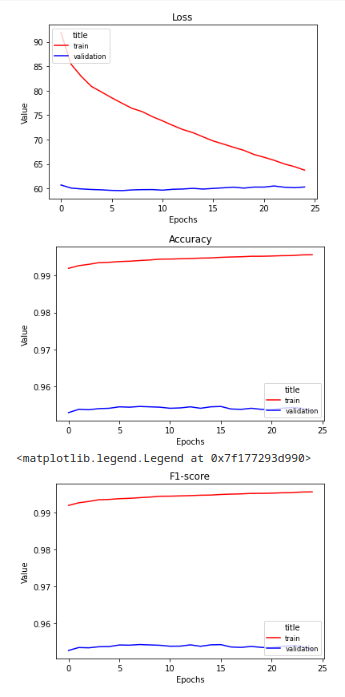 Loss
title
train
validation
Value
90
85
80
75
70
65
60
0 5 10 15 20 25
Epochs
Accuracy
Value
0.99
0.98
0.97
0.96
title
train
validation
0 5 10 15 20 25
Epochs
<matplotlib.legend.Legend at 0x7f177293d990>
F1-score
Value
0.99
0.98
0.97
0.96
title
train
validation
0 5 10 15 20 25
Epochs